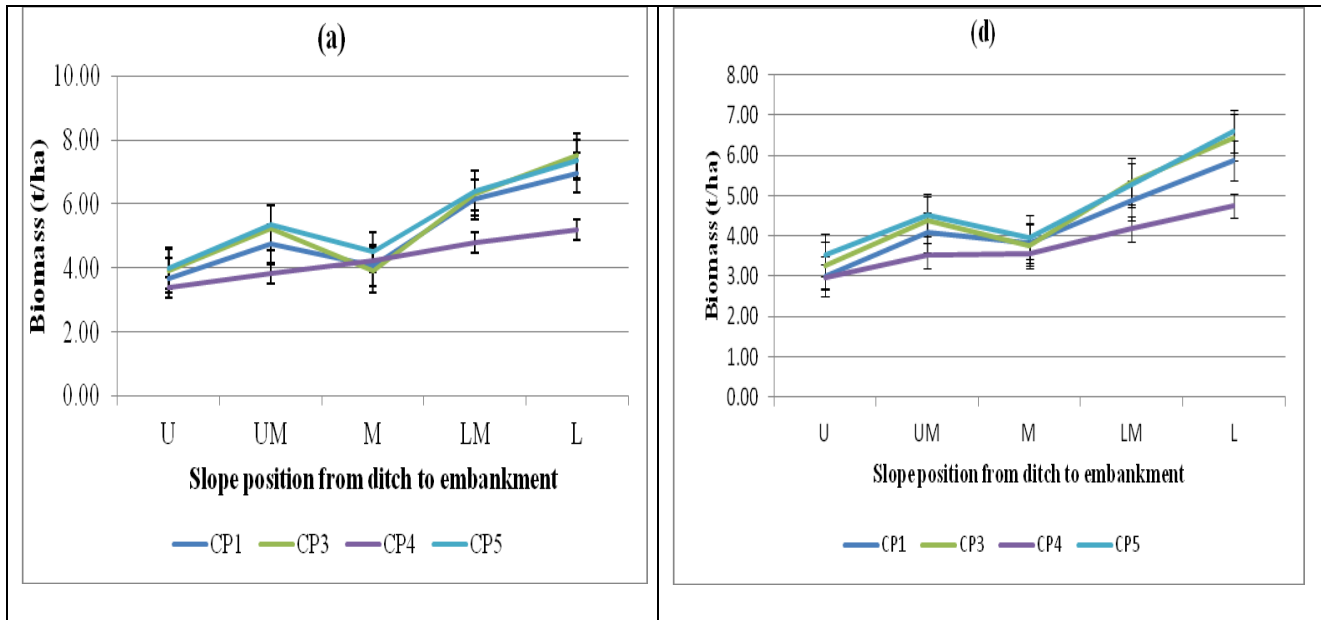 (a)
10.00
8.00
6.00
4.00
2.00
0.00
Biomass (t/ha)
U UM M LM L
Slope position from ditch to embankment
CP1 CP3 CP4 CP5
(d)
8.00
7.00
6.00
5.00
4.00
3.00
2.00
1.00
0.00
Biomass (t/ha)
U UM M LM L
Slope position from ditch to embankment
CP1 CP3 CP4 CP5